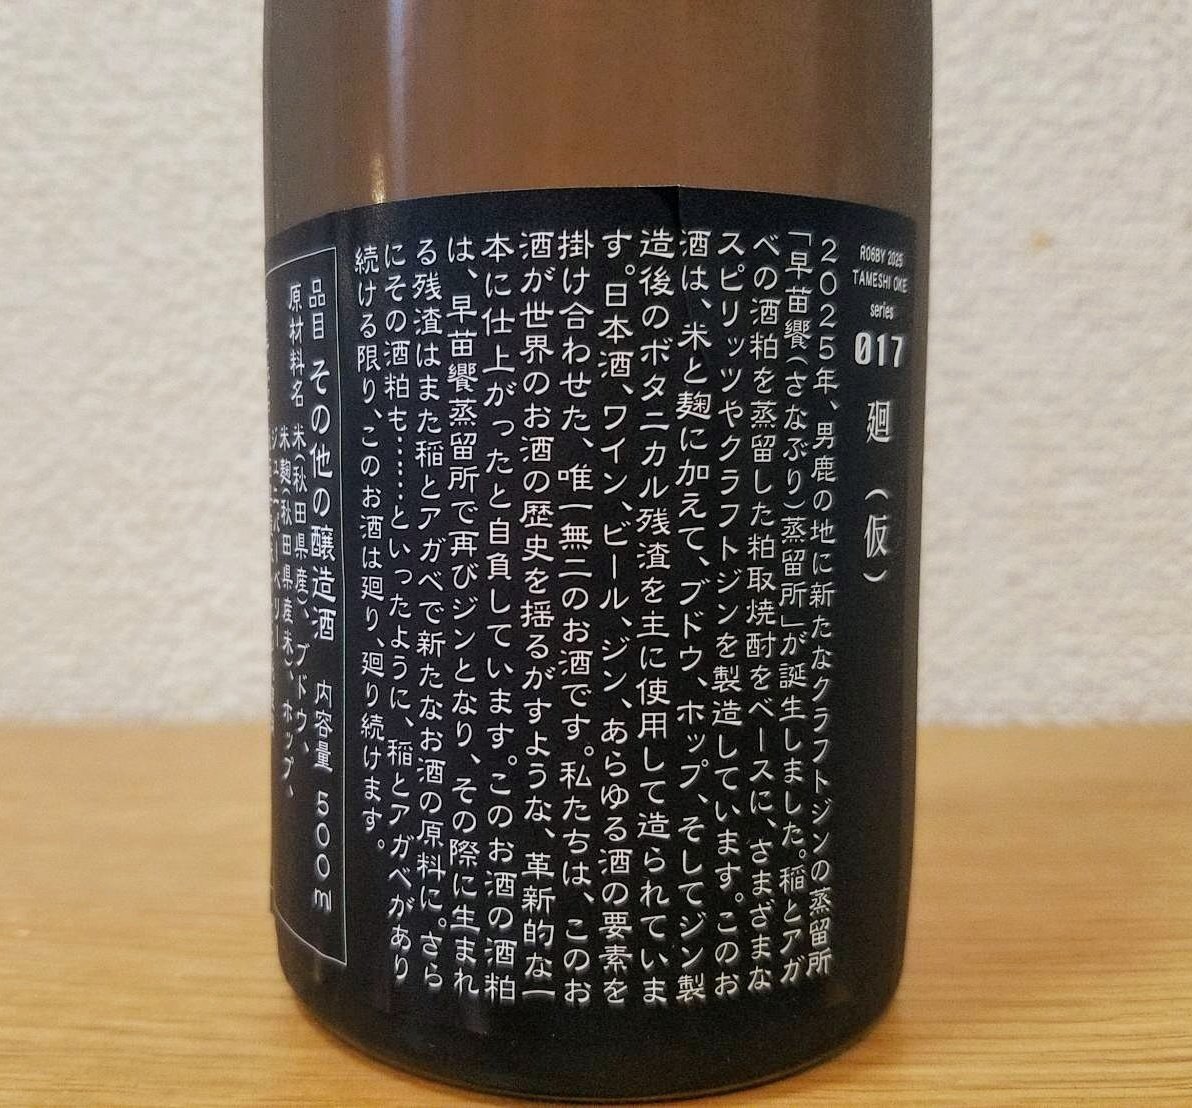 R06BY 2025
TAMESHI OKE
series
017
廻（仮）
２０２５年、男鹿の地に新たなクラフトジンの蒸留所
「早苗饗（さなぶり）蒸留所」が誕生しました。稲とアガ
ベの酒粕を蒸留した粕取焼酎をベースに、さまざまな
スピリッツやクラフトジンを製造しています。このお
酒は、米と麹に加えて、ブドウ、ホップ、そしてジン製
造後のボタニカル残渣を主に使用して造られていま
す。日本酒、ワイン、ビール、ジン、あらゆる酒の要素を
掛け合わせた、唯一無二のお酒です。私たちは、このお
酒が世界のお酒の歴史を揺るがすような、革新的な一
本に仕上がったと自負しています。このお酒の酒粕
は、早苗饗蒸留所で再びジンとなり、その際に生まれ
る残渣はまた稲とアガベで新たなお酒の原料に。さら
にその酒粕も……といったように、稲とアガベがあり
続ける限り、このお酒は廻り、廻り続けます。
品目 その他の醸造酒 内容量 ５００ml
原材料名 米（秋田県産）、ブドウ、
米麹（秋田県産米）、ホップ、
ジュニパーベリー